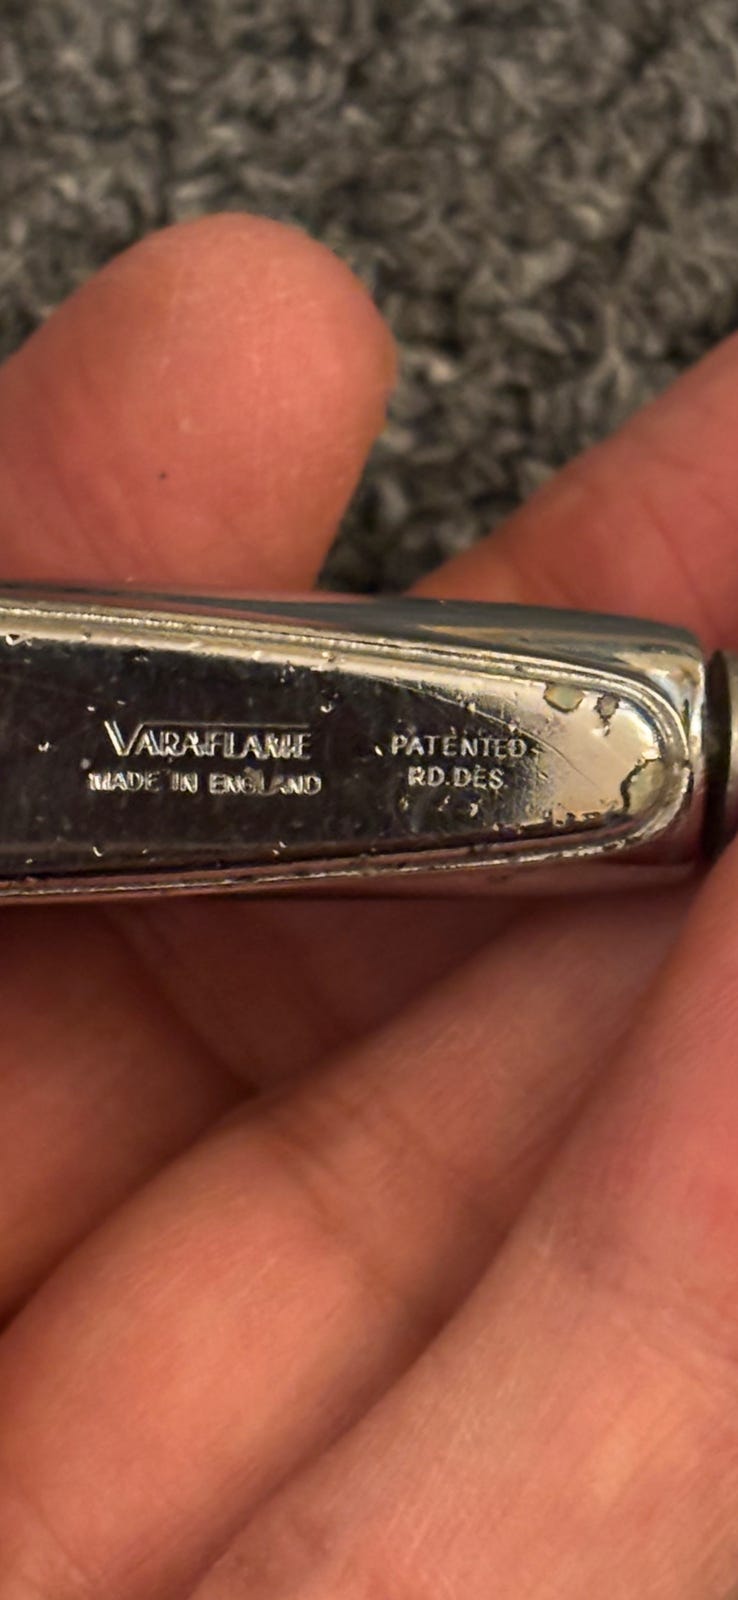 VARAFLAME
MADE IN ENGLAND
PATENTED
RD.DES.